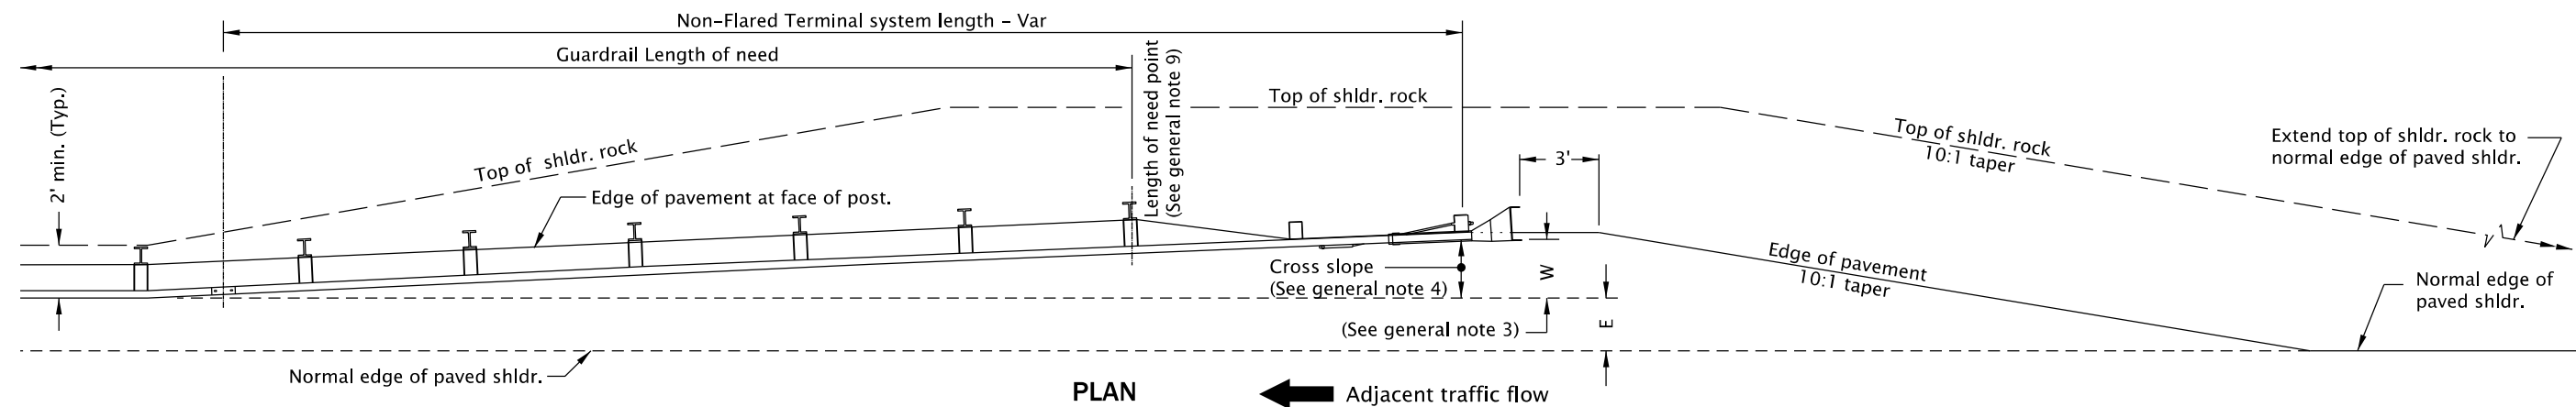 Non-Flared Terminal system length - Var
Guardrail Length of need
Length of need point
(See general note 9)
2' min. (Typ.)
Top of shldr. rock
Top of shldr. rock
Edge of pavement at face of post.
3'
Top of shldr. rock
10:1 taper
Extend top of shldr. rock to
normal edge of paved shldr.
Cross slope
(See general note 4)
W
Edge of pavement
10:1 taper
Normal edge of
paved shldr.
(See general note 3)
E
Normal edge of paved shldr.
PLAN
Adjacent traffic flow